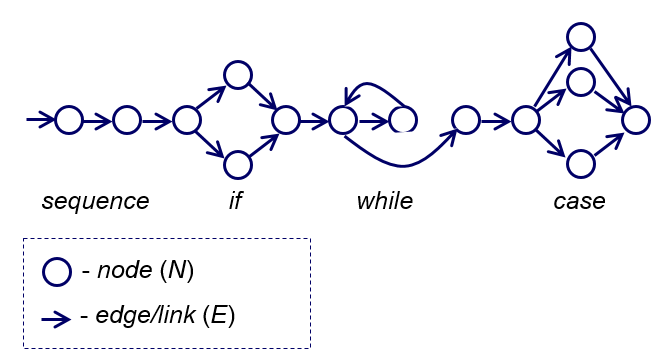 sequence if while case
- node (N)
- edge/link (E)